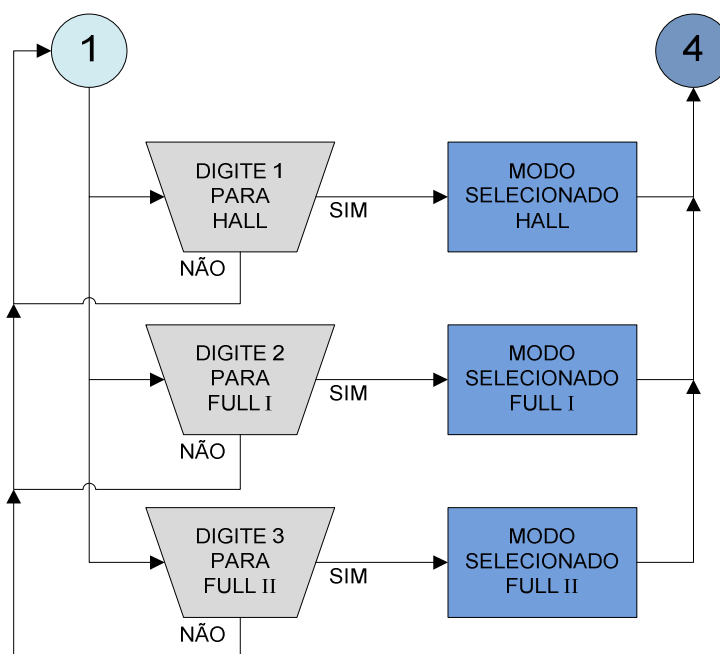 1
4
DIGITE 1
PARA
HALL
SIM
MODO
SELECIONADO
HALL
NÃO
DIGITE 2
PARA
FULL I
SIM
MODO
SELECIONADO
FULL I
NÃO
DIGITE 3
PARA
FULL II
SIM
MODO
SELECIONADO
FULL II
NÃO